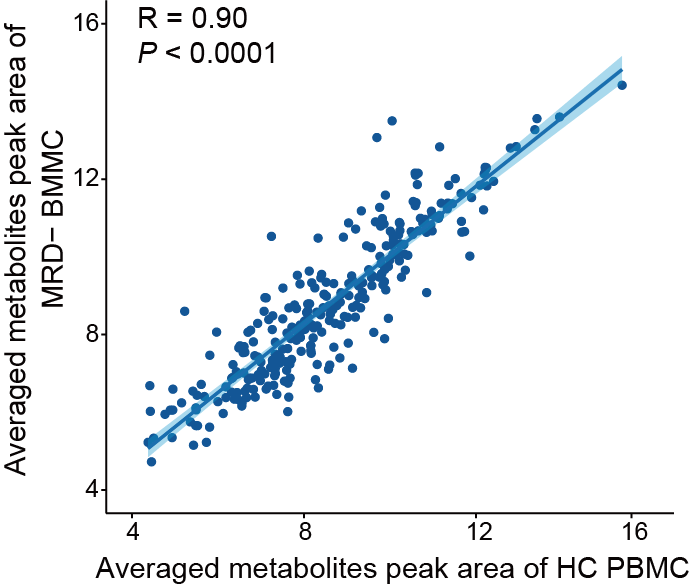 R = 0.90
P < 0.0001
Averaged metabolites peak area of
MRD− BMMC
16
12
8
4
4 8 12 16
Averaged metabolites peak area of HC PBMC